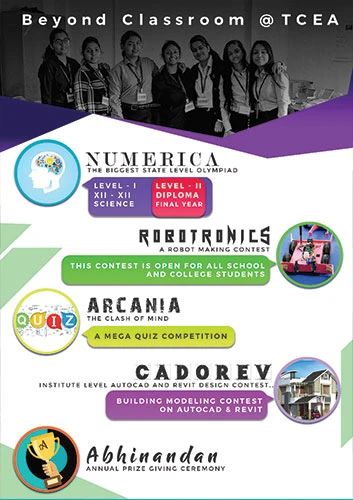 Beyond Classroom @ TCEA
NUMERICA
THE BIGGEST STATE LEVEL OLYMPIAD
LEVEL - I
XII - XII
SCIENCE
LEVEL - II
DIPLOMA
FINAL YEAR
ROBOTRONICS
A ROBOT MAKING CONTEST
THIS CONTEST IS OPEN FOR ALL SCHOOL
AND COLLEGE STUDENTS
QUIZ
ARCANIA
THE CLASH OF MIND
A MEGA QUIZ COMPETITION
CADOREV
INSTITUTE LEVEL AUTOCAD AND REVIT DESIGN CONTEST..
BUILDING MODELING CONTEST
ON AUTOCAD & REVIT
Abhinandan
ANNUAL PRIZE GIVING CEREMONY